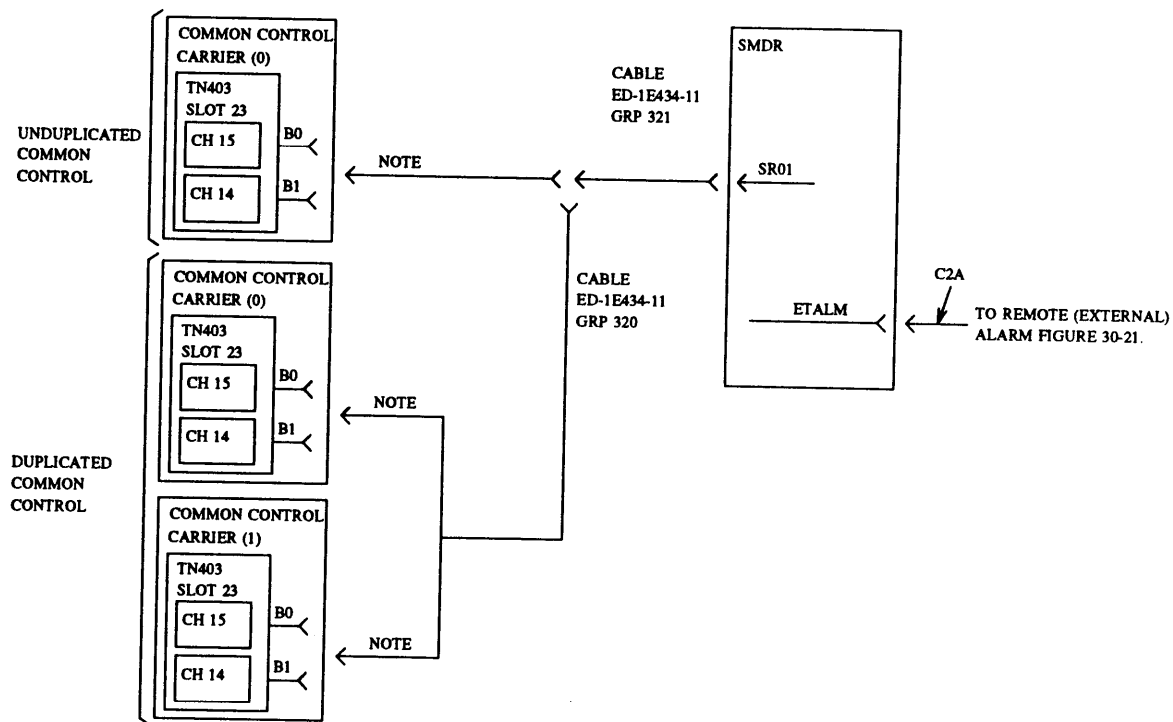 COMMON CONTROL
CARRIER (0)
TN403
SLOT 23
CH 15
B0
CH 14
B1
UNDUPLICATED
COMMON
CONTROL
NOTE
CABLE
ED-1E434-11
GRP 321
SMDR
SR01
COMMON CONTROL
CARRIER (0)
TN403
SLOT 23
CH 15
B0
CH 14
B1
NOTE
CABLE
ED-1E434-11
GRP 320
ETALM
C2A
TO REMOTE (EXTERNAL)
ALARM FIGURE 30-21.
DUPLICATED
COMMON
CONTROL
COMMON CONTROL
CARRIER (1)
TN403
SLOT 23
CH 15
B0
CH 14
B1
NOTE